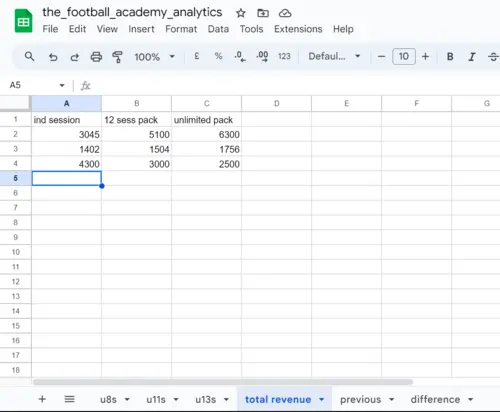 the_football_academy_analytics
File Edit View Insert Format Data Tools Extensions Help
100% £ % .0 .00 123 Defaul... 10 B I S
A5 fx
A B C D E F G
1 ind session 12 sess pack unlimited pack
2 3045 5100 6300
3 1402 1504 1756
4 4300 3000 2500
5
6
7
8
9
10
11
12
13
14
15
16
17
18
u8s u11s u13s total revenue previous difference